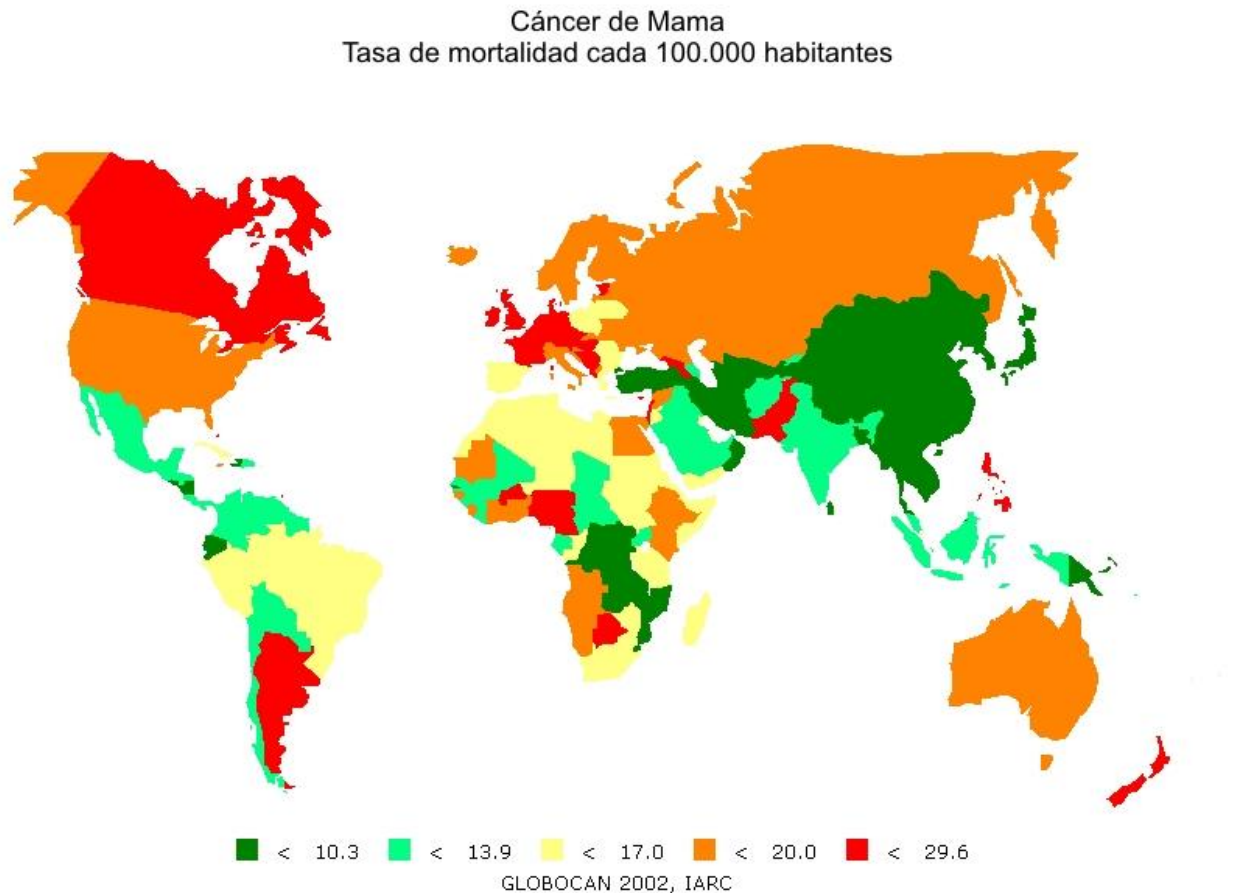 Cáncer de Mama
Tasa de mortalidad cada 100.000 habitantes
< 10.3 < 13.9 < 17.0 < 20.0 < 29.6
GLOBOCAN 2002, IARC